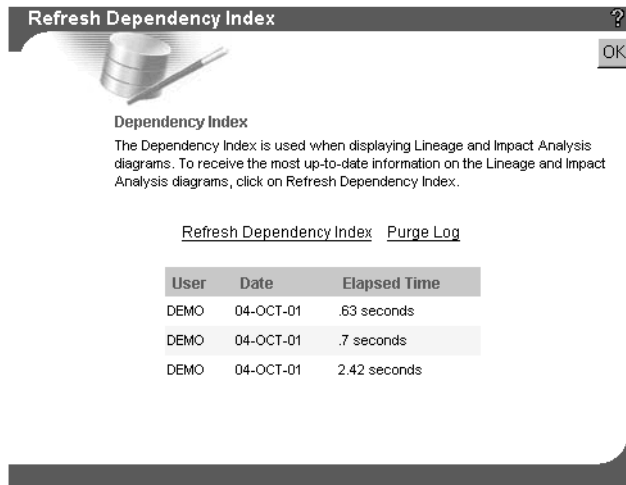 Refresh Dependency Index
?
OK
Dependency Index
The Dependency Index is used when displaying Lineage and Impact Analysis
diagrams. To receive the most up-to-date information on the Lineage and Impact
Analysis diagrams, click on Refresh Dependency Index.
Refresh Dependency Index Purge Log
User Date Elapsed Time
DEMO 04-OCT-01 .63 seconds
DEMO 04-OCT-01 .7 seconds
DEMO 04-OCT-01 2.42 seconds